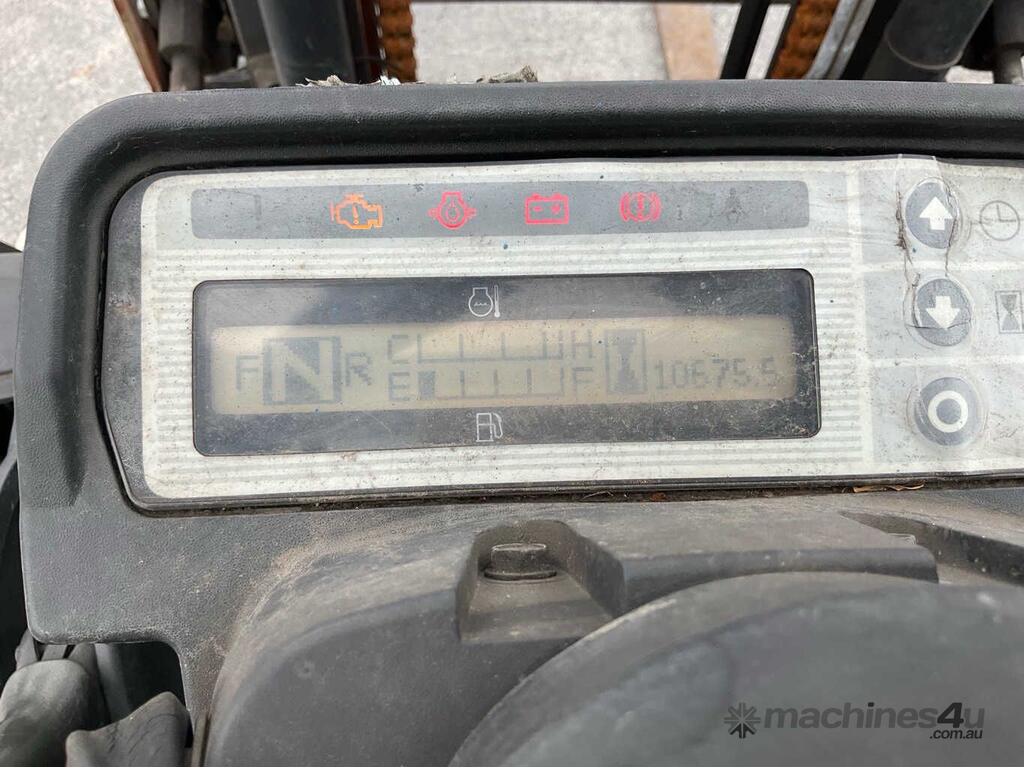 C H
F N R 10675.5
E F
machines4u
.com.au